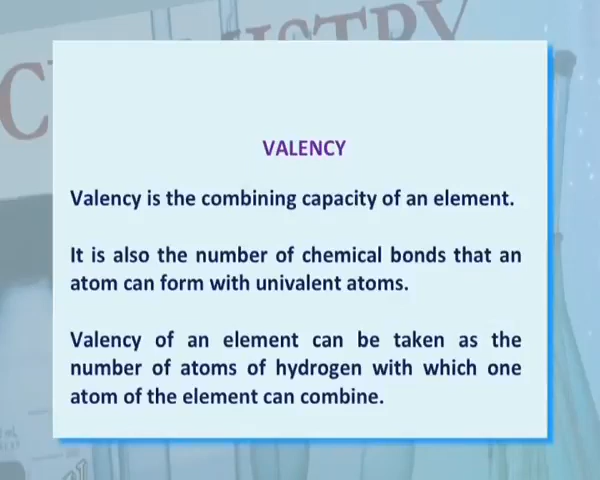 VALENCY
Valency is the combining capacity of an element.
It is also the number of chemical bonds that an
atom can form with univalent atoms.
Valency of an element can be taken as the
number of atoms of hydrogen with which one
atom of the element can combine.